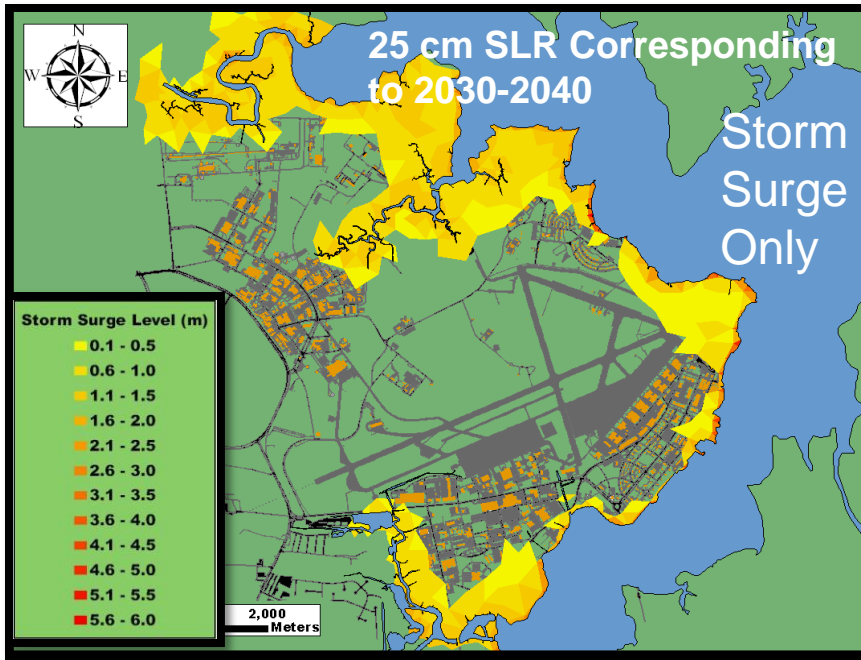 N
W E
S
25 cm SLR Corresponding
to 2030-2040
Storm
Surge
Only
Storm Surge Level (m)
0.1 - 0.5
0.6 - 1.0
1.1 - 1.5
1.6 - 2.0
2.1 - 2.5
2.6 - 3.0
3.1 - 3.5
3.6 - 4.0
4.1 - 4.5
4.6 - 5.0
5.1 - 5.5
5.6 - 6.0
2,000
Meters